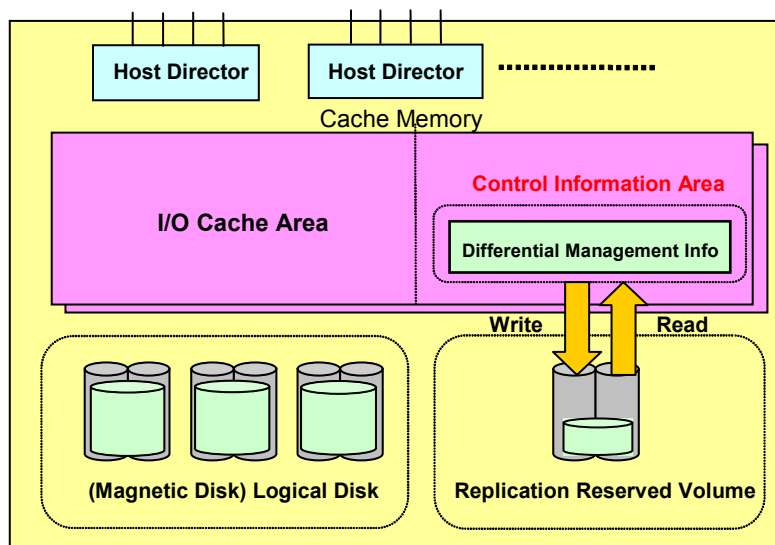 Host Director
Host Director
Cache Memory
Control Information Area
I/O Cache Area
Differential Management Info
Write
Read
(Magnetic Disk) Logical Disk
Replication Reserved Volume